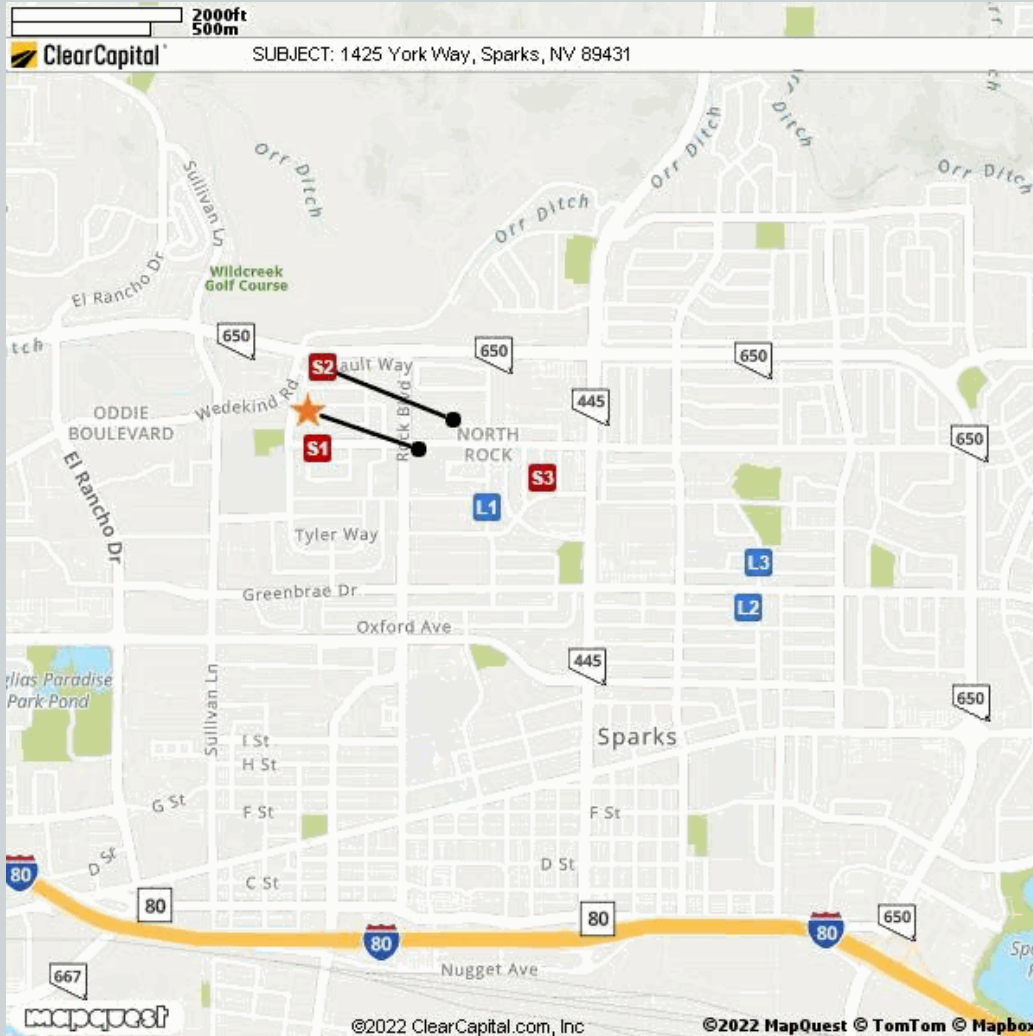 2000ft
500m
ClearCapital
SUBJECT: 1425 York Way, Sparks, NV 89431
Orr Ditch
Orr Ditch
Ditch
Orr Ditch
Orr Ditch
Sullivan Ln
Wildcreek
Golf Course
El Rancho Dr
650
650
650
S2
ault Way
445
Wedekind Rd
Rock Blvd
ODDIE
BOULEVARD
NORTH
ROCK
650
S1
S3
El Rancho Dr
L1
Tyler Way
L3
Greenbrae Dr
L2
Oxford Ave
445
Paradise
Park Pond
Sullivan Ln
650
Sparks
I St
H St
G St
F St
F St
D St
D St
C St
80
80
80
650
80
80
Nugget Ave
667
mapquest
©2022 ClearCapital.com, Inc
©2022 MapQuest © TomTom © Mapbo